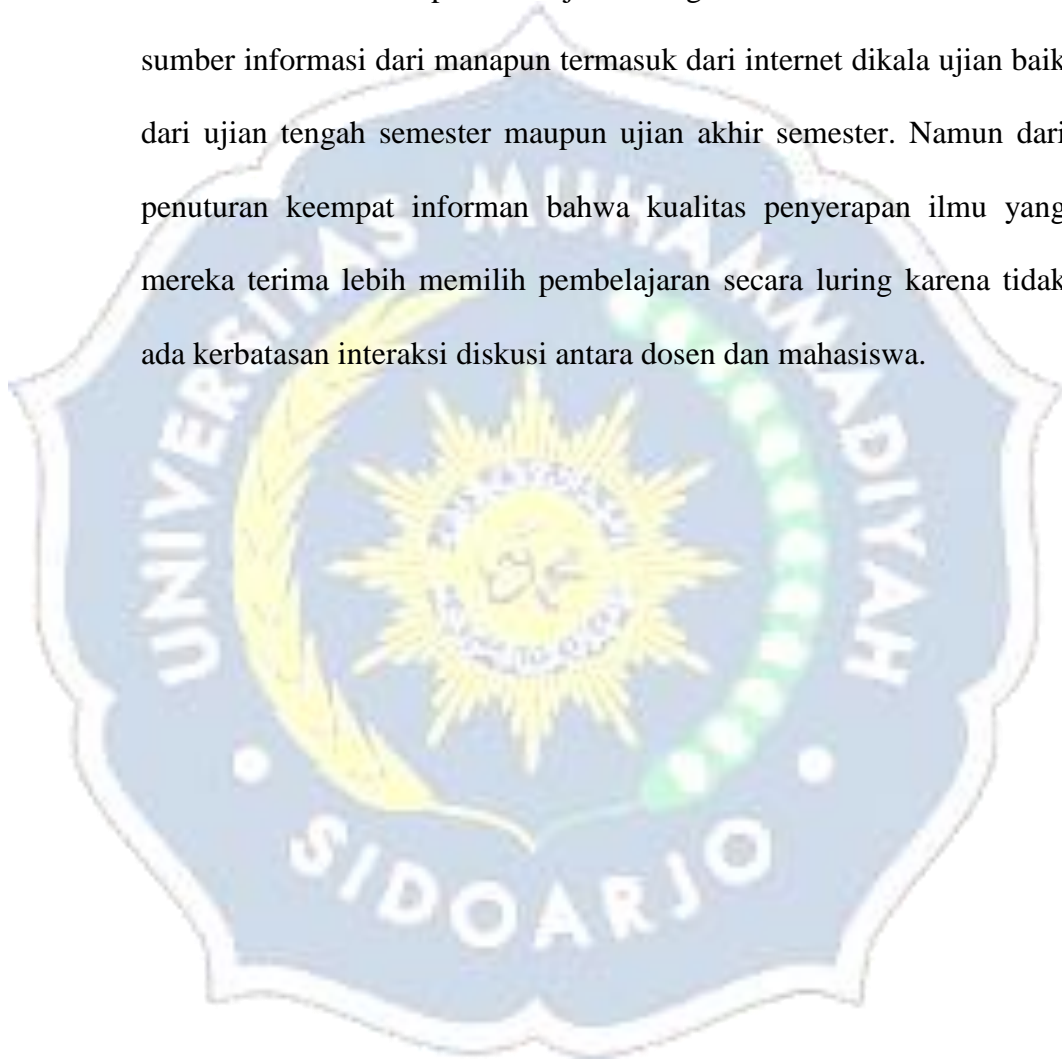 sumber informasi dari manapun termasuk dari internet dikala ujian baik
dari ujian tengah semester maupun ujian akhir semester. Namun dari
penuturan keempat informan bahwa kualitas penyerapan ilmu yang
mereka terima lebih memilih pembelajaran secara luring karena tidak
ada kerbatasan interaksi diskusi antara dosen dan mahasiswa.
UNIVERSITAS MUHAMMADIYAH
SIDOARJO